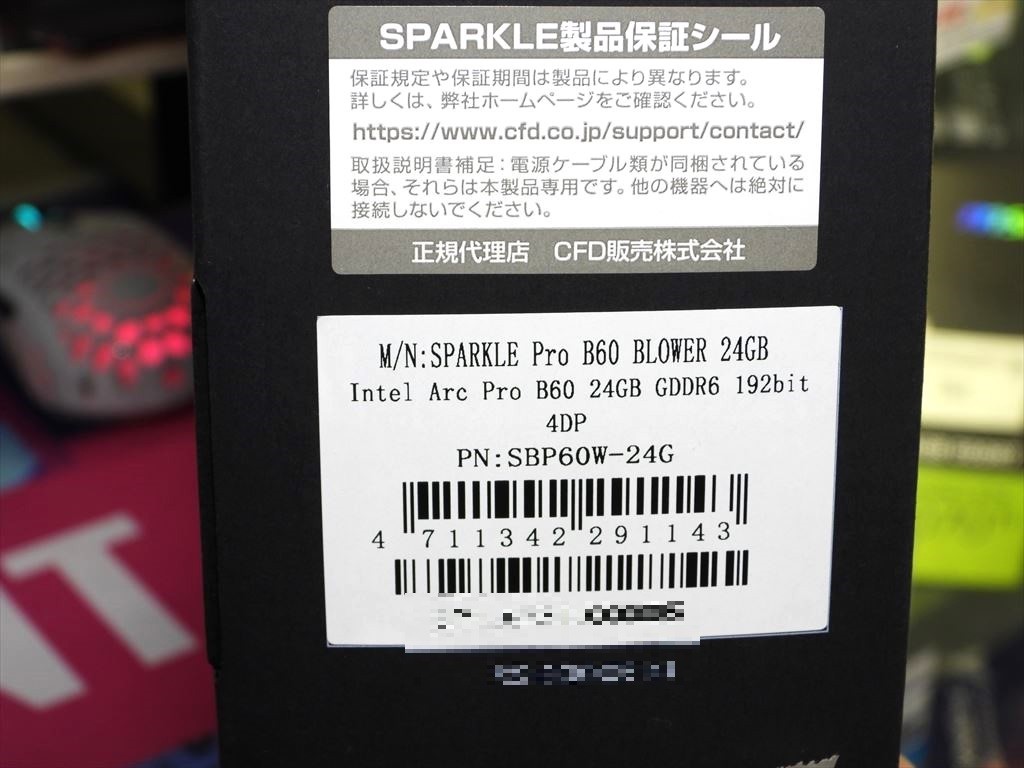 SPARKLE製品保証シール
保証規定や保証期間は製品により異なります。
詳しくは、弊社ホームページをご確認ください。
https://www.cfd.co.jp/support/contact/
取扱説明書補足：電源ケーブル類が同梱されている
場合、それらは本製品専用です。他の機器へは絶対に
接続しないでください。
正規代理店　CFD販売株式会社
M/N:SPARKLE Pro B60 BLOWER 24GB
Intel Arc Pro B60 24GB GDDR6 192bit
4DP
PN:SBP60W-24G
4 711342 291143